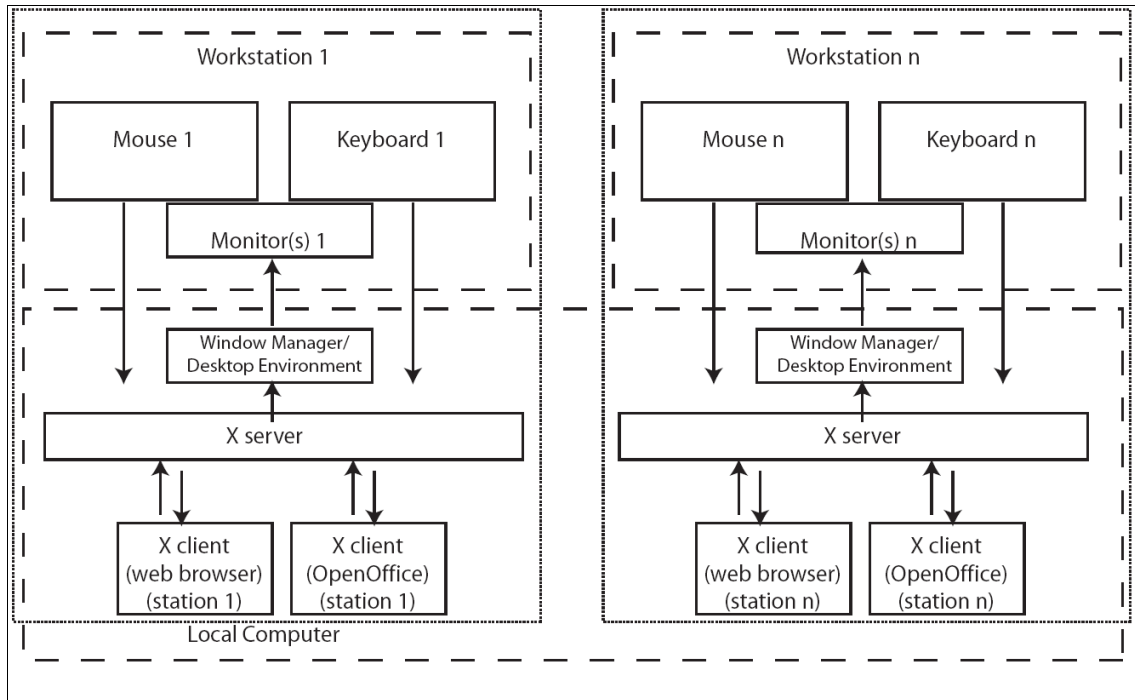 Workstation 1
Mouse 1
Keyboard 1
Monitor(s) 1
Window Manager/
Desktop Environment
X server
X client
(web browser)
(station 1)
X client
(OpenOffice)
(station 1)
Workstation n
Mouse n
Keyboard n
Monitor(s) n
Window Manager/
Desktop Environment
X server
X client
(web browser)
(station n)
X client
(OpenOffice)
(station n)
Local Computer